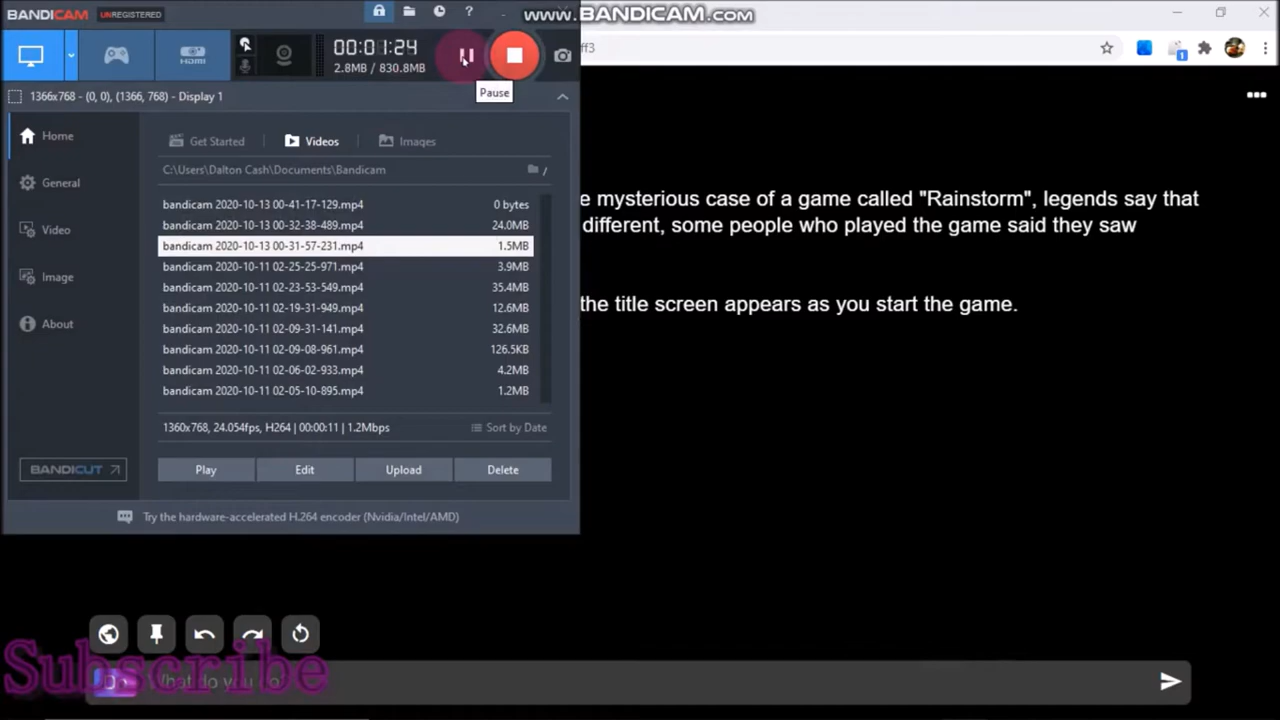 BANDICAM UNREGISTERED
?
www.BANDICAM.com
HDMI
00:01:24
2.8MB / 830.8MB
ff3
1
Pause
1366x768 - (0, 0), (1366, 768) - Display 1
Home
General
Video
Image
About
BANDICUT
Get Started
Videos
Images
C:\Users\Dalton Cash\Documents\Bandicam
/
bandicam 2020-10-13 00-41-17-129.mp4 0 bytes
bandicam 2020-10-13 00-32-38-489.mp4 24.0MB
bandicam 2020-10-13 00-31-57-231.mp4 1.5MB
bandicam 2020-10-11 02-25-25-971.mp4 3.9MB
bandicam 2020-10-11 02-23-53-549.mp4 35.4MB
bandicam 2020-10-11 02-19-31-949.mp4 12.6MB
bandicam 2020-10-11 02-09-31-141.mp4 32.6MB
bandicam 2020-10-11 02-09-08-961.mp4 126.5KB
bandicam 2020-10-11 02-06-02-933.mp4 4.2MB
bandicam 2020-10-11 02-05-10-895.mp4 1.2MB
1360x768, 24.054fps, H264 | 00:00:11 | 1.2Mbps
Sort by Date
Play Edit Upload Delete
Try the hardware-accelerated H.264 encoder (Nvidia/Intel/AMD)
e mysterious case of a game called "Rainstorm", legends say that
different, some people who played the game said they saw
the title screen appears as you start the game.
Subscribe
Do
What do you do?